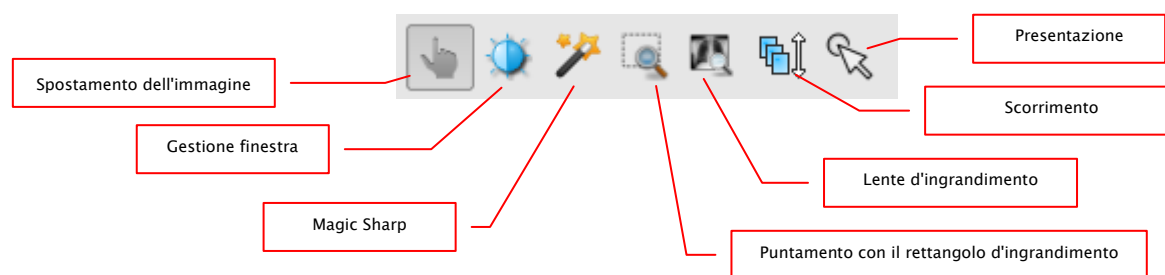 Presentazione
Spostamento dell'immagine
Scorrimento
Gestione finestra
Lente d'ingrandimento
Magic Sharp
Puntamento con il rettangolo d'ingrandimento